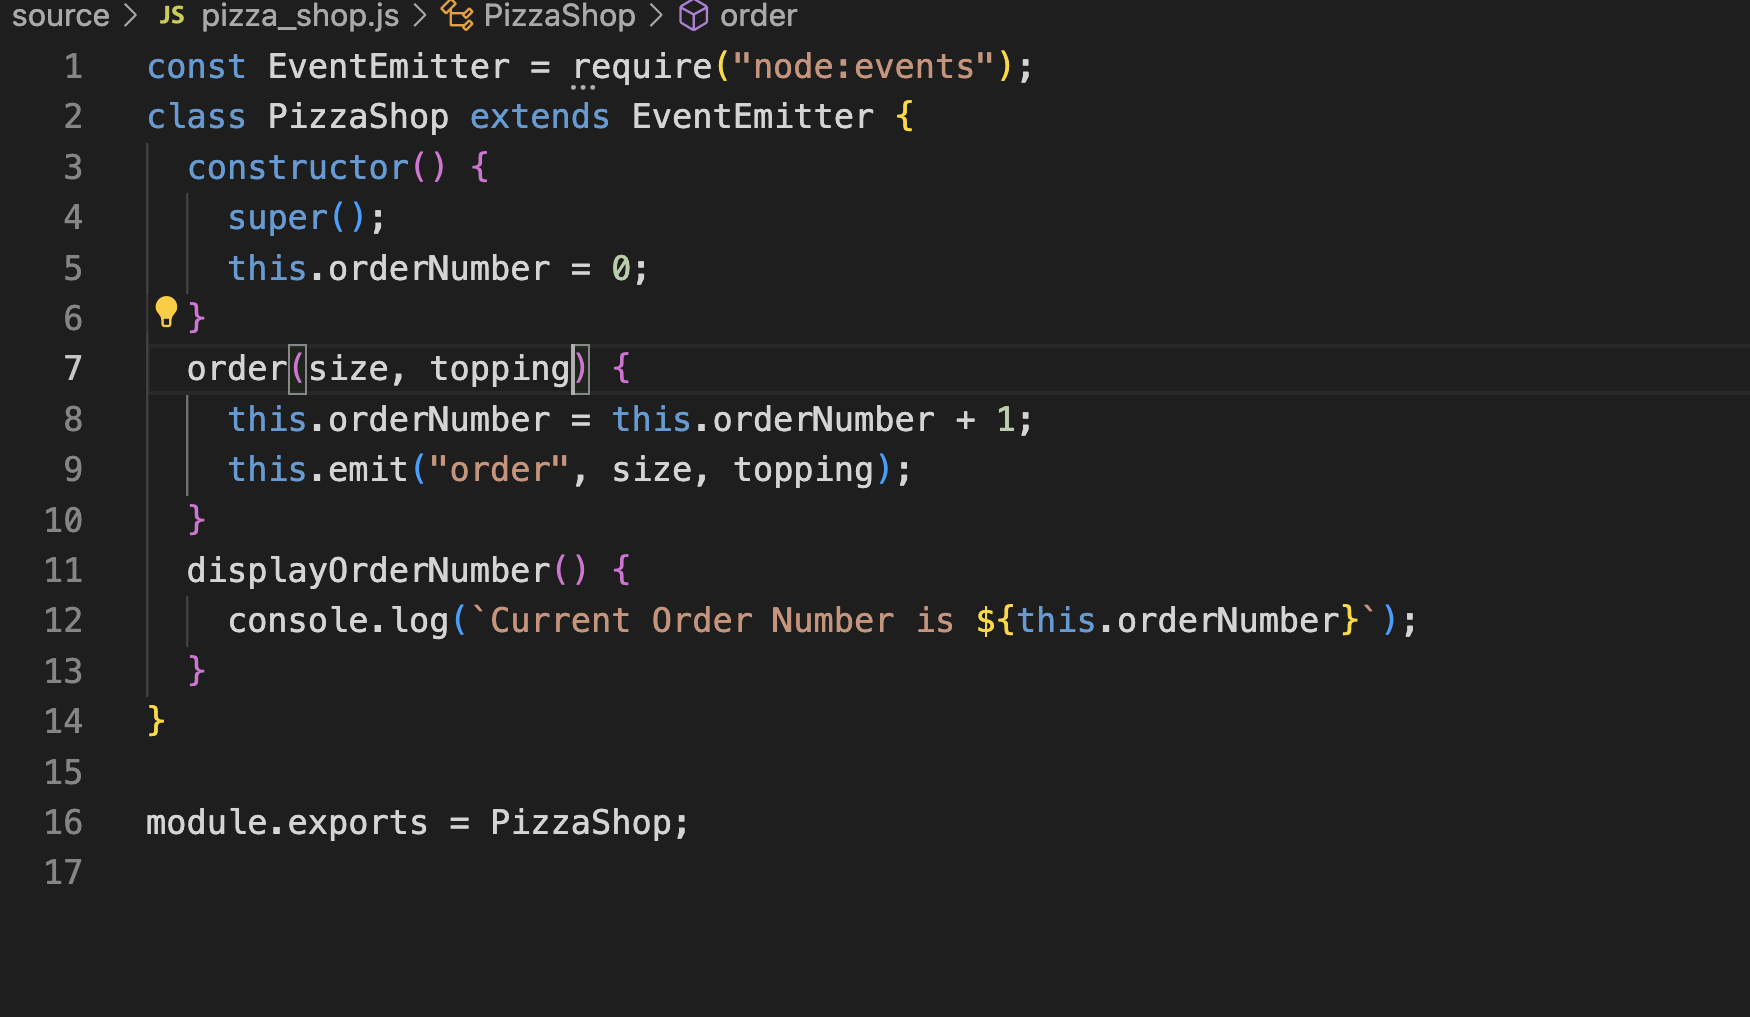 source > JS pizza_shop.js > PizzaShop > order
1 const EventEmitter = require("node:events");
2 class PizzaShop extends EventEmitter {
3   constructor() {
4     super();
5     this.orderNumber = 0;
6   }
7   order(size, topping) {
8     this.orderNumber = this.orderNumber + 1;
9     this.emit("order", size, topping);
10   }
11   displayOrderNumber() {
12     console.log(`Current Order Number is ${this.orderNumber}`);
13   }
14 }
15
16 module.exports = PizzaShop;
17